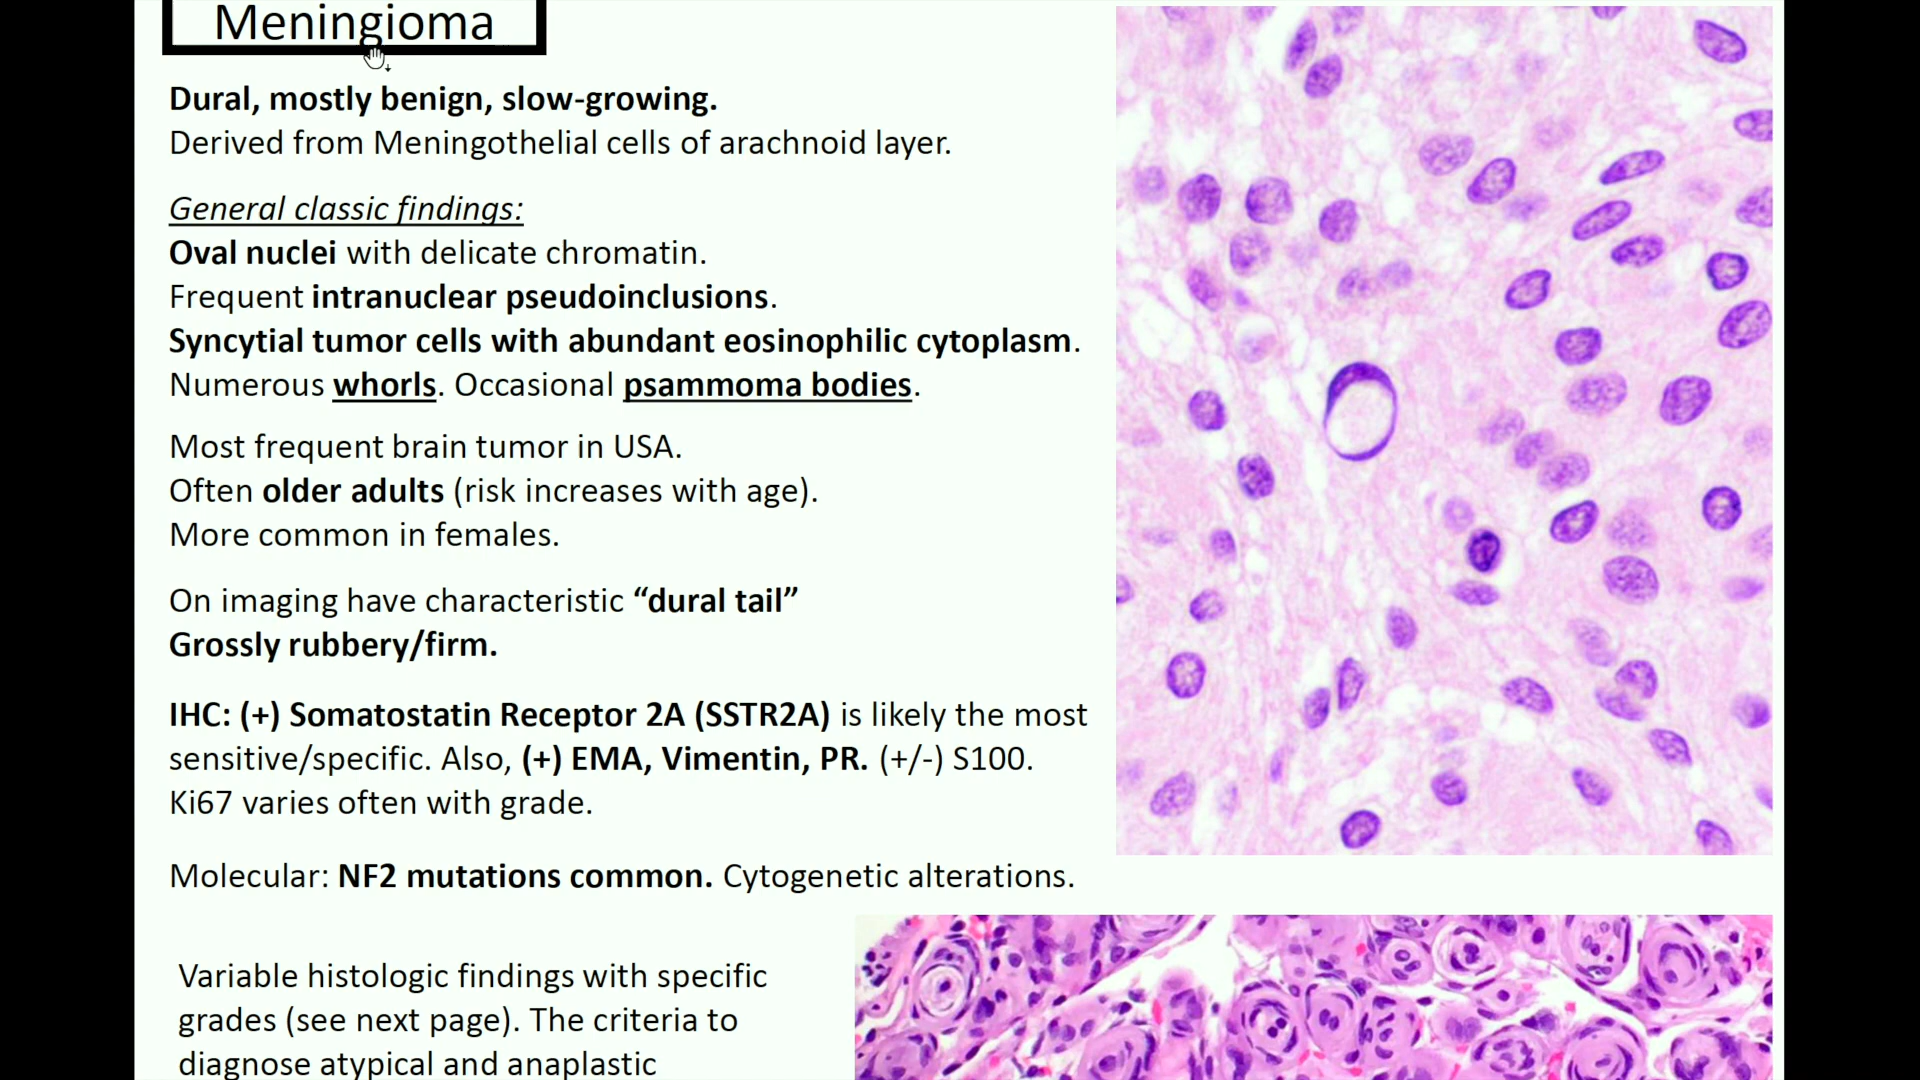 Meningioma
Dural, mostly benign, slow-growing.
Derived from Meningothelial cells of arachnoid layer.
General classic findings:
Oval nuclei with delicate chromatin.
Frequent intranuclear pseudoinclusions.
Syncytial tumor cells with abundant eosinophilic cytoplasm.
Numerous whorls. Occasional psammoma bodies.
Most frequent brain tumor in USA.
Often older adults (risk increases with age).
More common in females.
On imaging have characteristic “dural tail”
Grossly rubbery/firm.
IHC: (+) Somatostatin Receptor 2A (SSTR2A) is likely the most
sensitive/specific. Also, (+) EMA, Vimentin, PR. (+/-) S100.
Ki67 varies often with grade.
Molecular: NF2 mutations common. Cytogenetic alterations.
Variable histologic findings with specific
grades (see next page). The criteria to
diagnose atypical and anaplastic